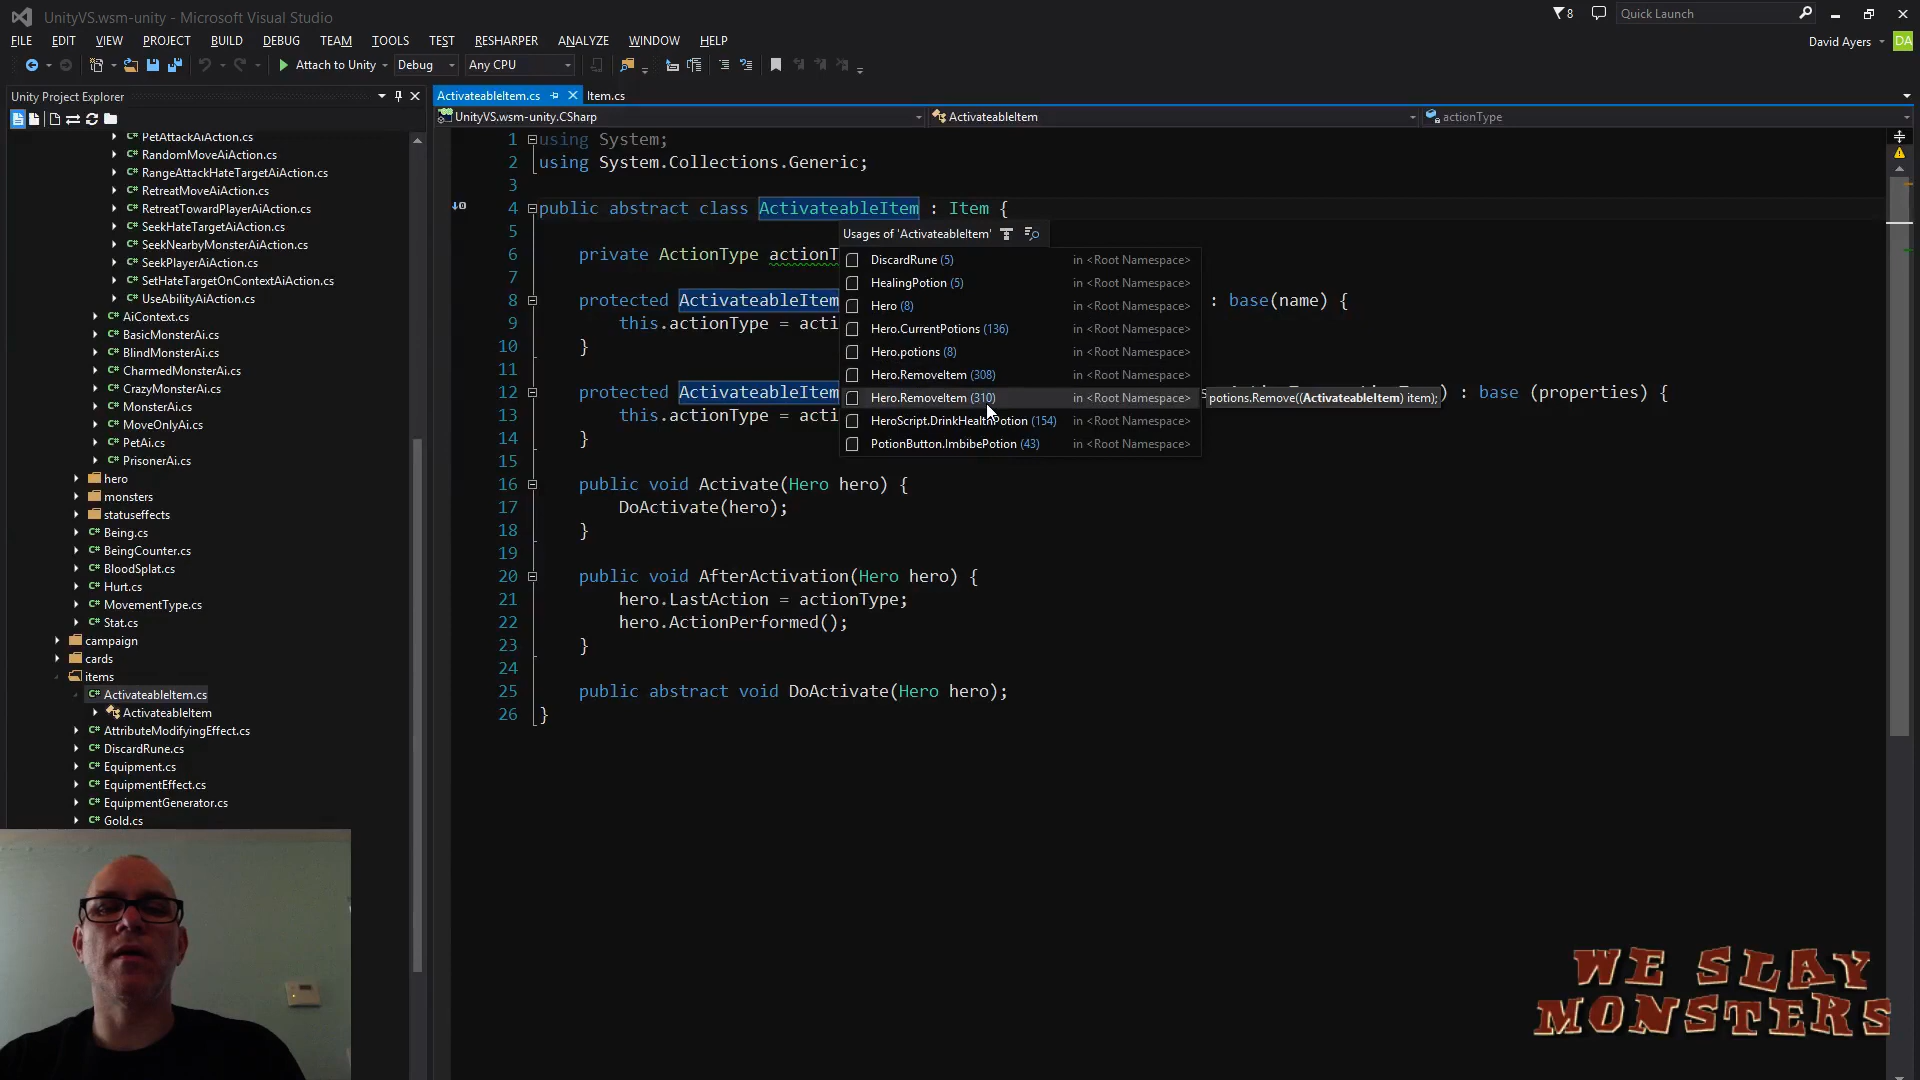 UnityVS.wsm-unity - Microsoft Visual Studio
8
Quick Launch
FILE EDIT VIEW PROJECT BUILD DEBUG TEAM TOOLS TEST RESHARPER ANALYZE WINDOW HELP
David Ayers DA
Attach to Unity Debug Any CPU
Unity Project Explorer
ActivateableItem.cs Item.cs
UnityVS.wsm-unity.CSharp ActivateableItem actionType
PetAttackAiAction.cs
RandomMoveAiAction.cs
RangeAttackHateTargetAiAction.cs
RetreatMoveAiAction.cs
RetreatTowardPlayerAiAction.cs
SeekHateTargetAiAction.cs
SeekNearbyMonsterAiAction.cs
SeekPlayerAiAction.cs
SetHateTargetOnContextAiAction.cs
UseAbilityAiAction.cs
AiContext.cs
BasicMonsterAi.cs
BlindMonsterAi.cs
CharmedMonsterAi.cs
CrazyMonsterAi.cs
MonsterAi.cs
MoveOnlyAi.cs
PetAi.cs
PrisonerAi.cs
hero
monsters
statuseffects
Being.cs
BeingCounter.cs
BloodSplat.cs
Hurt.cs
MovementType.cs
Stat.cs
campaign
cards
items
ActivateableItem.cs
ActivateableItem
AttributeModifyingEffect.cs
DiscardRune.cs
Equipment.cs
EquipmentEffect.cs
EquipmentGenerator.cs
Gold.cs
1 using System;
2 using System.Collections.Generic;
3
4 public abstract class ActivateableItem : Item {
5
6 private ActionType actionT
7
8 protected ActivateableItem : base(name) {
9 this.actionType = acti
10 }
11
12 protected ActivateableItem ) : base (properties) {
13 this.actionType = acti
14 }
15
16 public void Activate(Hero hero) {
17 DoActivate(hero);
18 }
19
20 public void AfterActivation(Hero hero) {
21 hero.LastAction = actionType;
22 hero.ActionPerformed();
23 }
24
25 public abstract void DoActivate(Hero hero);
26 }
Usages of 'ActivateableItem'
DiscardRune (5) in <Root Namespace>
HealingPotion (5) in <Root Namespace>
Hero (8) in <Root Namespace>
Hero.CurrentPotions (136) in <Root Namespace>
Hero.potions (8) in <Root Namespace>
Hero.RemoveItem (308) in <Root Namespace>
Hero.RemoveItem (310) in <Root Namespace> potions.Remove((ActivateableItem) item);
HeroScript.DrinkHealthPotion (154) in <Root Namespace>
PotionButton.ImbibePotion (43) in <Root Namespace>
WE SLAY
MONSTERS